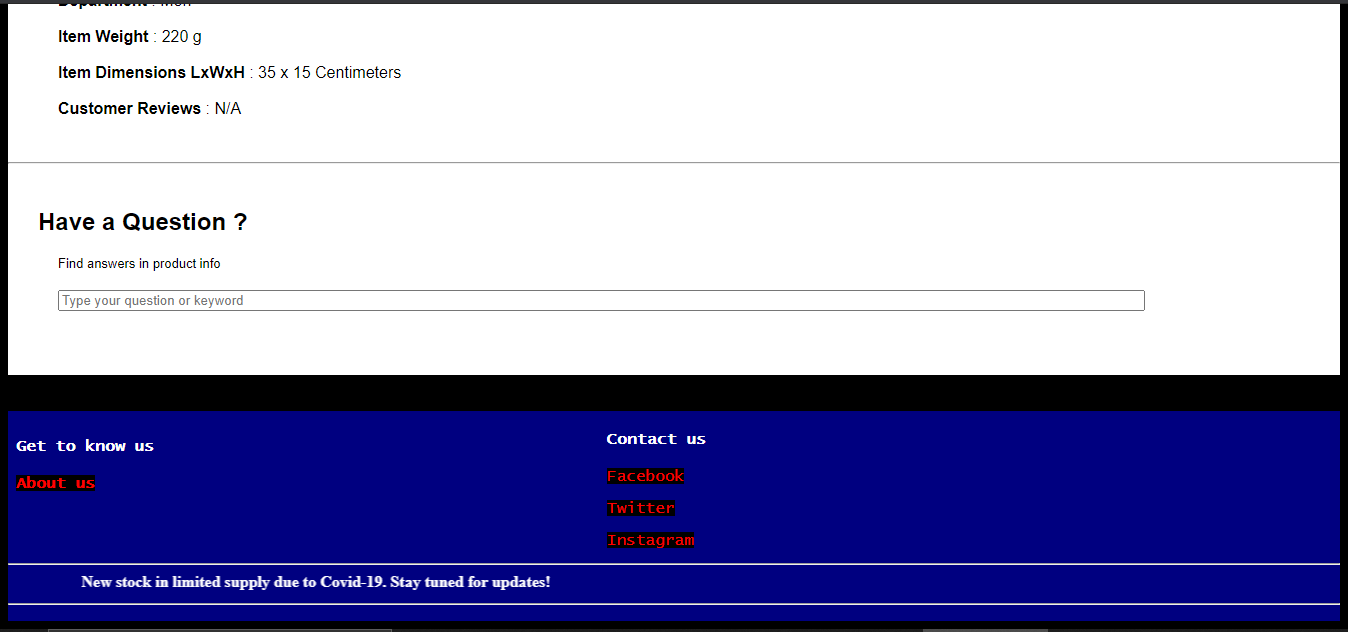 Department : Men
Item Weight : 220 g
Item Dimensions LxWxH : 35 x 15 Centimeters
Customer Reviews : N/A
Have a Question ?
Find answers in product info
Type your question or keyword
Get to know us
About us
Contact us
Facebook
Twitter
Instagram
New stock in limited supply due to Covid-19. Stay tuned for updates!